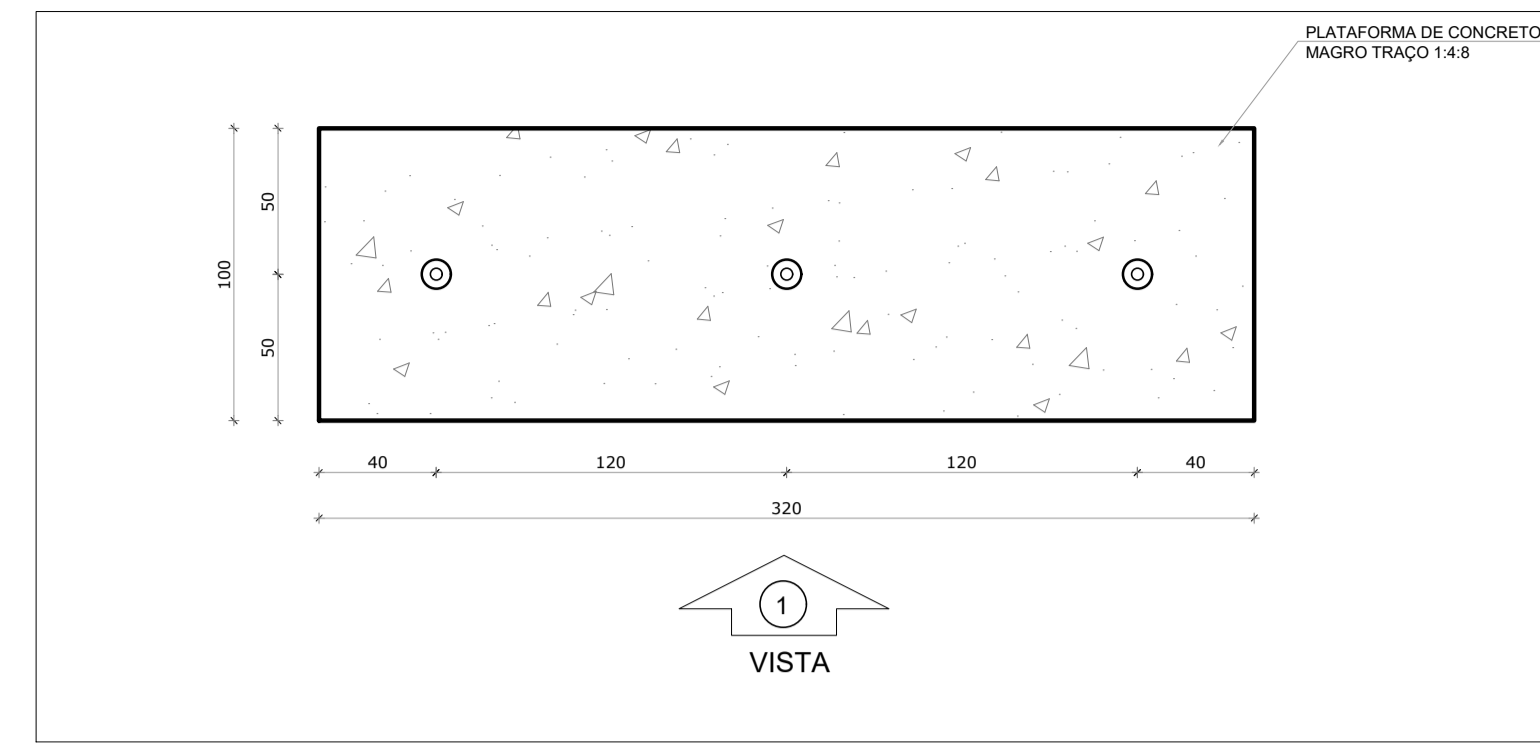 PLATAFORMA DE CONCRETO
MAGRO TRAÇO 1:4:8
50
100
50
40 120 120 40
320
1
VISTA